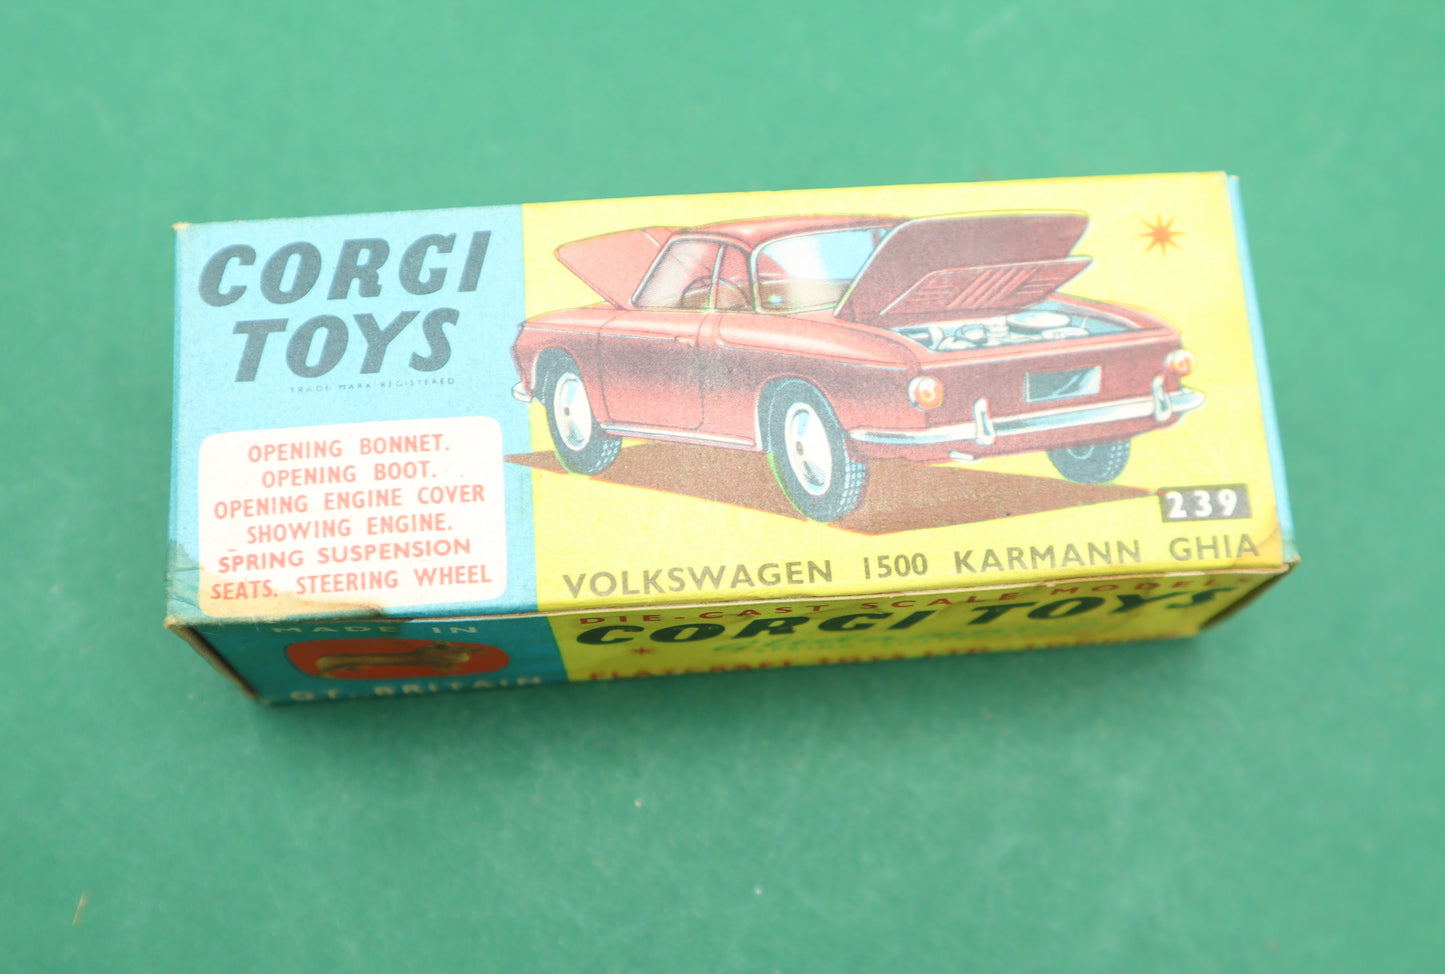 CORGI
TOYS
TRADE MARK REGISTERED
OPENING BONNET.
OPENING BOOT.
OPENING ENGINE COVER
SHOWING ENGINE.
SPRING SUSPENSION
SEATS. STEERING WHEEL
239
VOLKSWAGEN 1500 KARMANN GHIA
MADE IN
GT. BRITAIN
DIE-CAST SCALE MODELS
CORGI TOYS